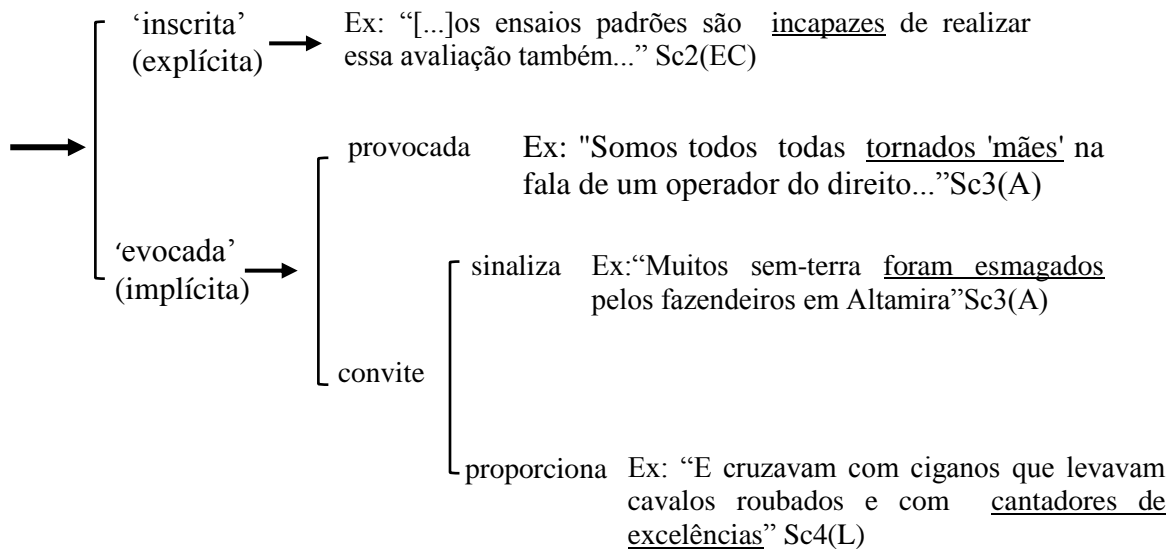 ‘inscrita’
(explícita)
Ex: “[...]os ensaios padrões são incapazes de realizar
essa avaliação também...” Sc2(EC)
provocada
Ex: "Somos todos todas tornados 'mães' na
fala de um operador do direito...”Sc3(A)
‘evocada’
(implícita)
sinaliza
Ex:“Muitos sem-terra foram esmagados
pelos fazendeiros em Altamira”Sc3(A)
convite
proporciona
Ex: “E cruzavam com ciganos que levavam
cavalos roubados e com cantadores de
excelências” Sc4(L)